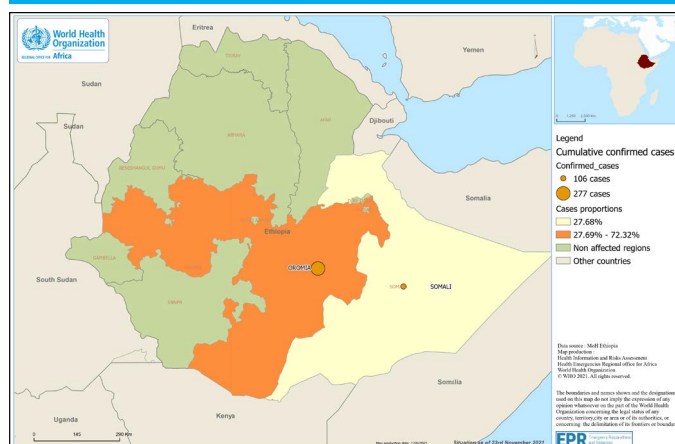 World Health
Organization
Africa
Eritrea
Yemen
Sudan
Sudan
Djibouti
Somalia
Ethiopia
OROMIA
SOMALI
South Sudan
Somilia
Kenya
Uganda
0 145 290 Km
Situation as of 23rd November 2021
Legend
Cumulative confirmed cases
Confirmed_cases
106 cases
277 cases
Cases proportions
27.68%
27.69% - 72.32%
Non affected regions
Other countries
Data source : MoH Ethiopia
Map production :
Health Information and Risks Assessment
Health Emergencies Regional office for Africa
World Health Organization
© WHO 2021. All rights reserved.
The boundaries and names shown and the designations
used on this map do not imply the expression of any
opinion whatsoever on the part of the World Health
Organization concerning the legal status of any
country, territory, city or area or of its authorities, or
concerning the delimitation of its frontiers or boundaries
EPR